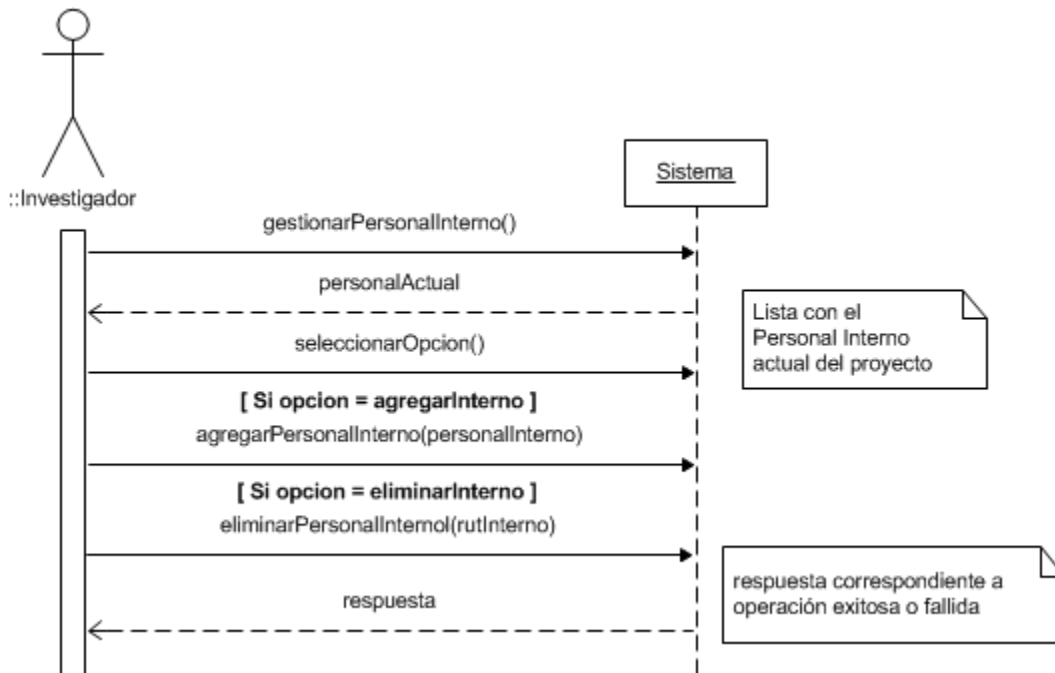 ::Investigador
Sistema
gestionarPersonalInterno()
personalActual
Lista con el
Personal Interno
actual del proyecto
seleccionarOpcion()
[ Si opcion = agregarInterno ]
agregarPersonalInterno(personalInterno)
[ Si opcion = eliminarInterno ]
eliminarPersonalInternol(rutInterno)
respuesta correspondiente a
operación exitosa o fallida
respuesta